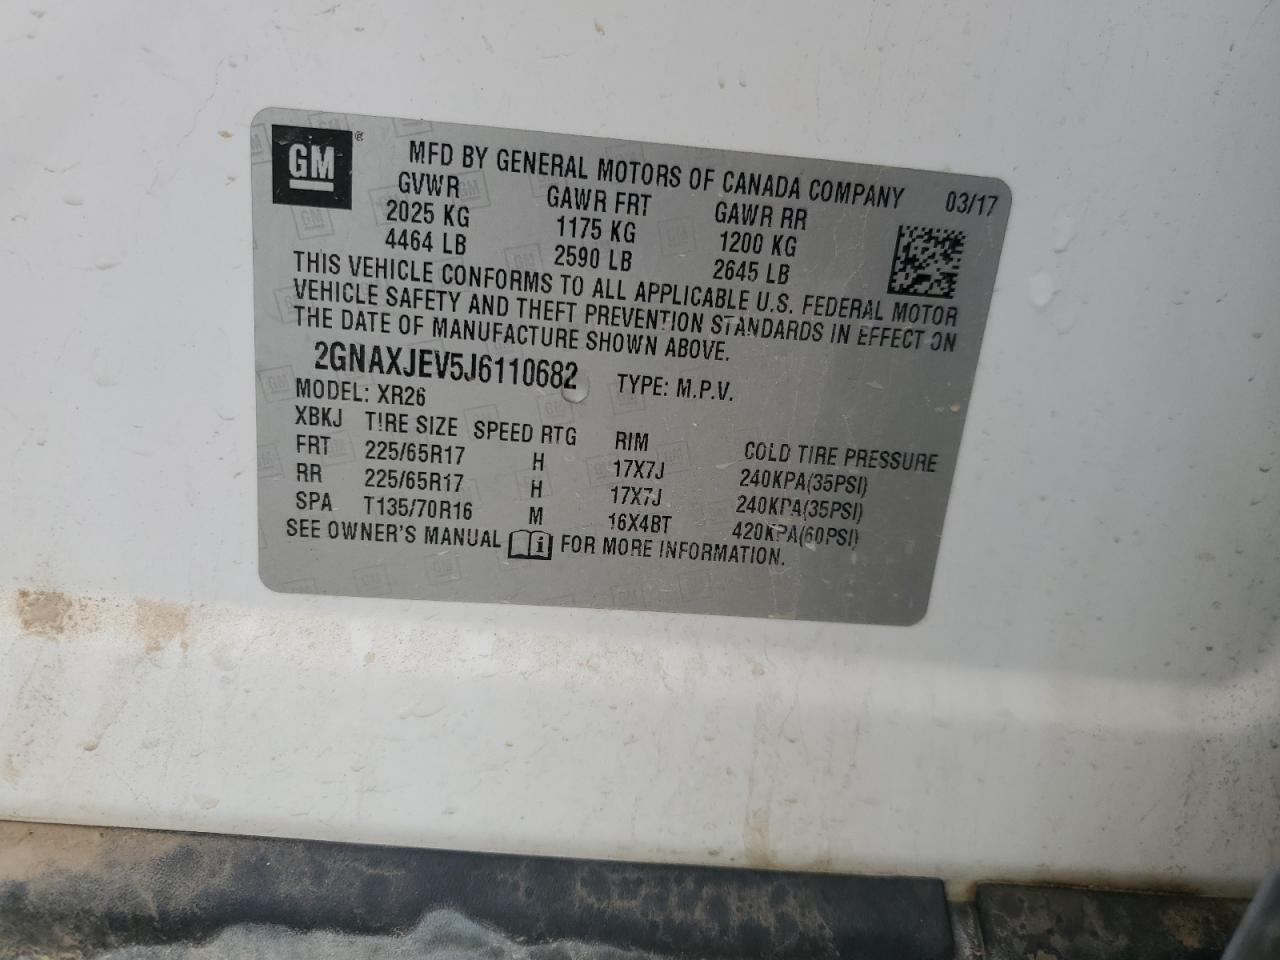 GM ®
MFD BY GENERAL MOTORS OF CANADA COMPANY 03/17
GVWR GAWR FRT GAWR RR
2025 KG 1175 KG 1200 KG
4464 LB 2590 LB 2645 LB
THIS VEHICLE CONFORMS TO ALL APPLICABLE U.S. FEDERAL MOTOR
VEHICLE SAFETY AND THEFT PREVENTION STANDARDS IN EFFECT ON
THE DATE OF MANUFACTURE SHOWN ABOVE.
2GNAXJEV5J6110682 TYPE: M.P.V.
MODEL: XR26
XBKJ TIRE SIZE SPEED RTG RIM COLD TIRE PRESSURE
FRT 225/65R17 H 17X7J 240KPA(35PSI)
RR 225/65R17 H 17X7J 240KPA(35PSI)
SPA T135/70R16 M 16X4BT 420KPA(60PSI)
SEE OWNER'S MANUAL i FOR MORE INFORMATION.